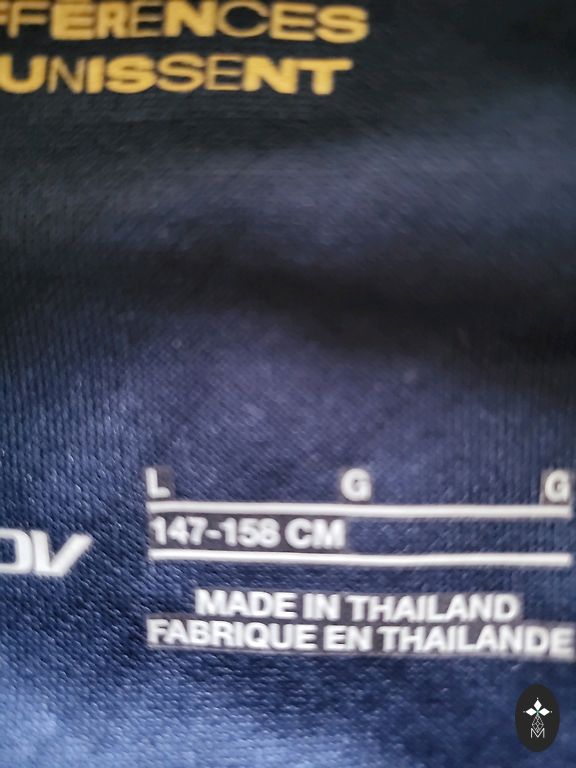 FFÉRENCES
UNISSENT
L G G
147-158 CM
MADE IN THAILAND
FABRIQUE EN THAILANDE
M